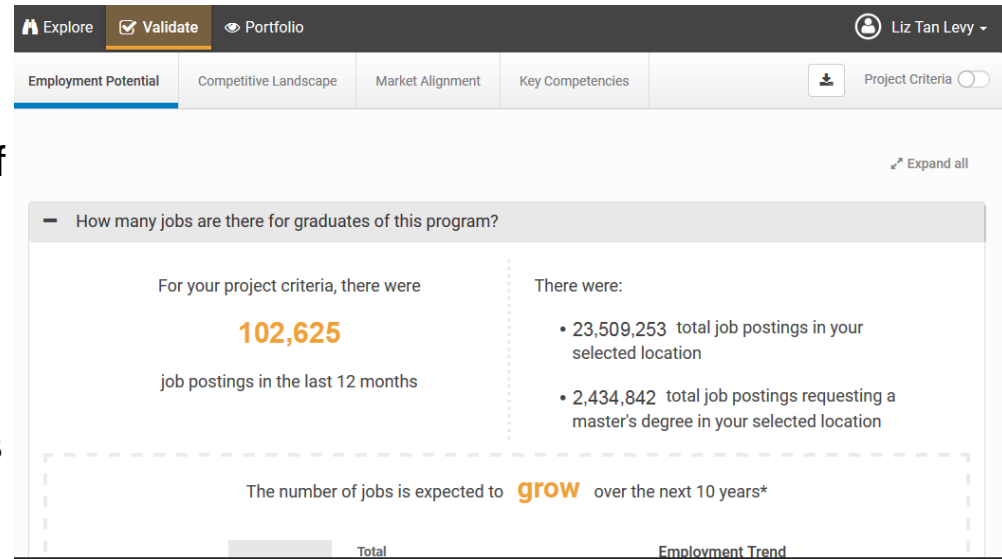 Explore Validate Portfolio Liz Tan Levy
Employment Potential Competitive Landscape Market Alignment Key Competencies Project Criteria
f
Expand all
How many jobs are there for graduates of this program?
For your project criteria, there were
102,625
job postings in the last 12 months
There were:
• 23,509,253 total job postings in your
selected location
• 2,434,842 total job postings requesting a
master's degree in your selected location
s
The number of jobs is expected to grow over the next 10 years*
Total Employment Trend